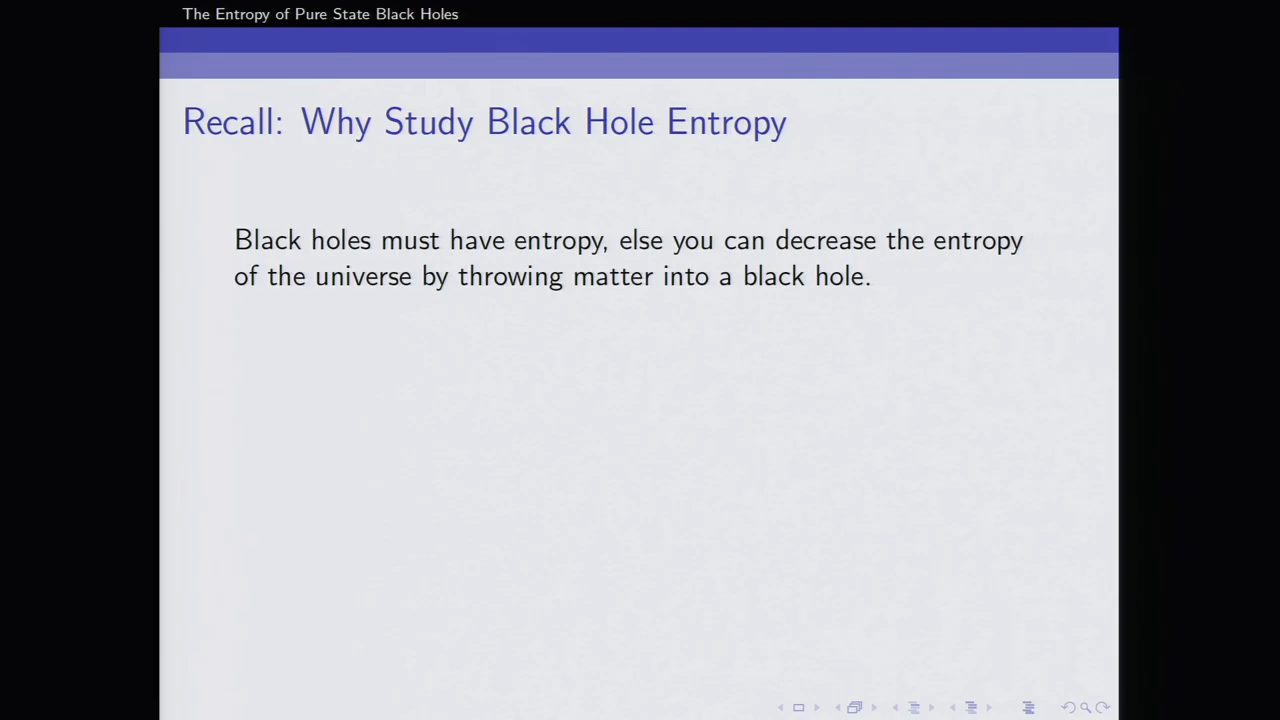 The Entropy of Pure State Black Holes
Recall: Why Study Black Hole Entropy
Black holes must have entropy, else you can decrease the entropy
of the universe by throwing matter into a black hole.